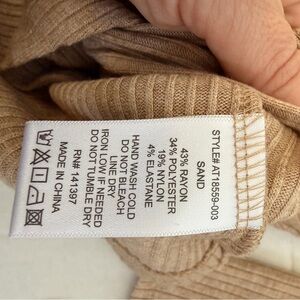 STYLE# AT18559-003
SAND
43% RAYON
34% POLYESTER
19% NYLON
4% ELASTANE
HAND WASH COLD
DO NOT BLEACH
LINE DRY
IRON LOW IF NEEDED
DO NOT TUMBLE DRY
RN# 141397
MADE IN CHINA